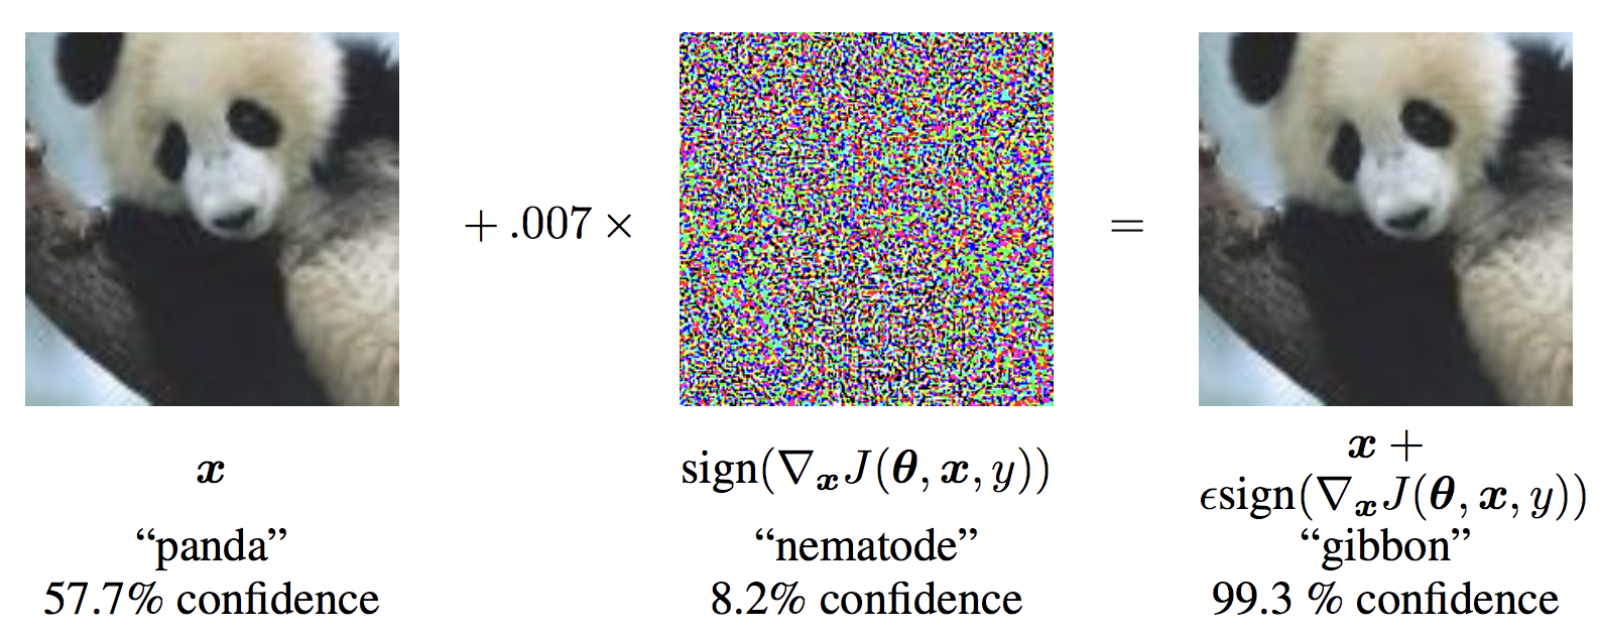 + .007 ×
=
x
sign(∇ₓJ(θ, x, y))
x +
ϵsign(∇ₓJ(θ, x, y))
“panda”
“nematode”
“gibbon”
57.7% confidence
8.2% confidence
99.3 % confidence